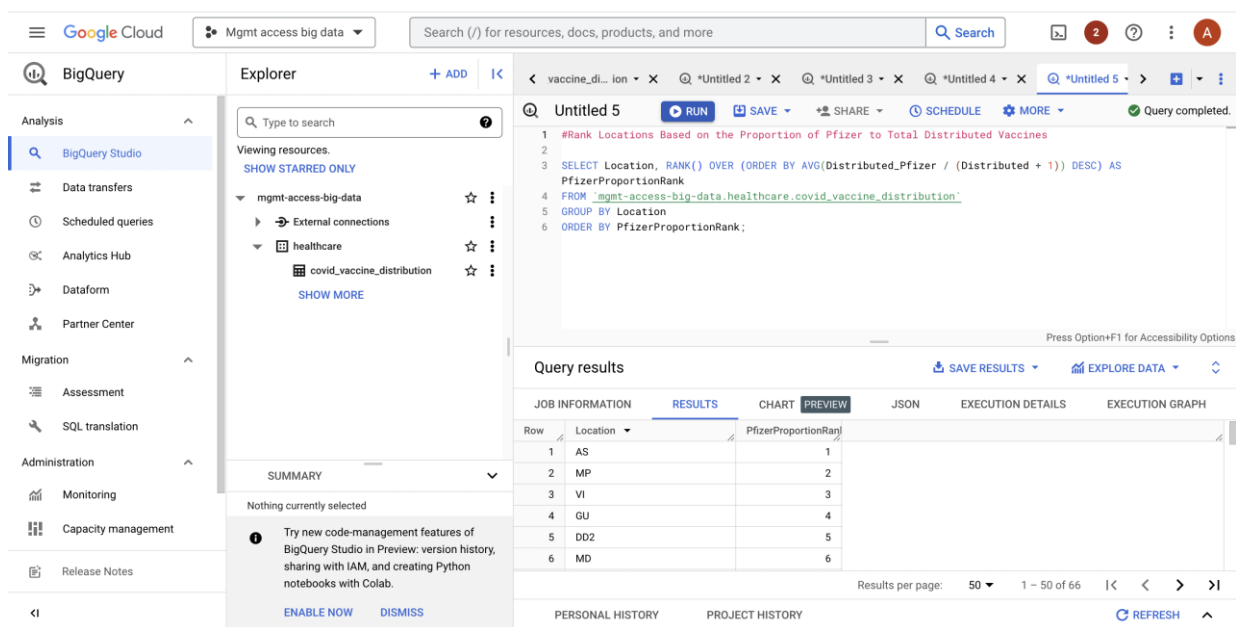 Google Cloud
Mgmt access big data
Search (/) for resources, docs, products, and more
Search
2
A
BigQuery
Analysis
BigQuery Studio
Data transfers
Scheduled queries
Analytics Hub
Dataform
Partner Center
Migration
Assessment
SQL translation
Administration
Monitoring
Capacity management
Release Notes
Explorer
+ ADD
Type to search
Viewing resources.
SHOW STARRED ONLY
mgmt-access-big-data
External connections
healthcare
covid_vaccine_distribution
SHOW MORE
SUMMARY
Nothing currently selected
Try new code-management features of
BigQuery Studio in Preview: version history,
sharing with IAM, and creating Python
notebooks with Colab.
ENABLE NOW DISMISS
vaccine_di... ion *Untitled 2 *Untitled 3 *Untitled 4 *Untitled 5
Untitled 5 RUN SAVE SHARE SCHEDULE MORE Query completed.
1 #Rank Locations Based on the Proportion of Pfizer to Total Distributed Vaccines
2
3 SELECT Location, RANK() OVER (ORDER BY AVG(Distributed_Pfizer / (Distributed + 1)) DESC) AS
PfizerProportionRank
4 FROM `mgmt-access-big-data.healthcare.covid_vaccine_distribution`
5 GROUP BY Location
6 ORDER BY PfizerProportionRank;
Press Option+F1 for Accessibility Options
Query results
SAVE RESULTS EXPLORE DATA
JOB INFORMATION RESULTS CHART PREVIEW JSON EXECUTION DETAILS EXECUTION GRAPH
Row Location PfizerProportionRanl
1 AS 1
2 MP 2
3 VI 3
4 GU 4
5 DD2 5
6 MD 6
Results per page: 50 1 – 50 of 66
PERSONAL HISTORY PROJECT HISTORY REFRESH